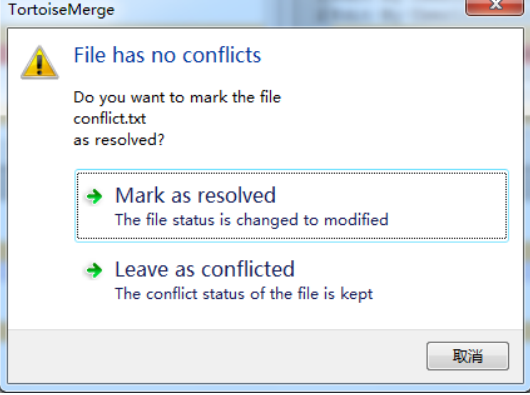 TortoiseMerge
File has no conflicts
Do you want to mark the file
conflict.txt
as resolved?
Mark as resolved
The file status is changed to modified
Leave as conflicted
The conflict status of the file is kept
取消